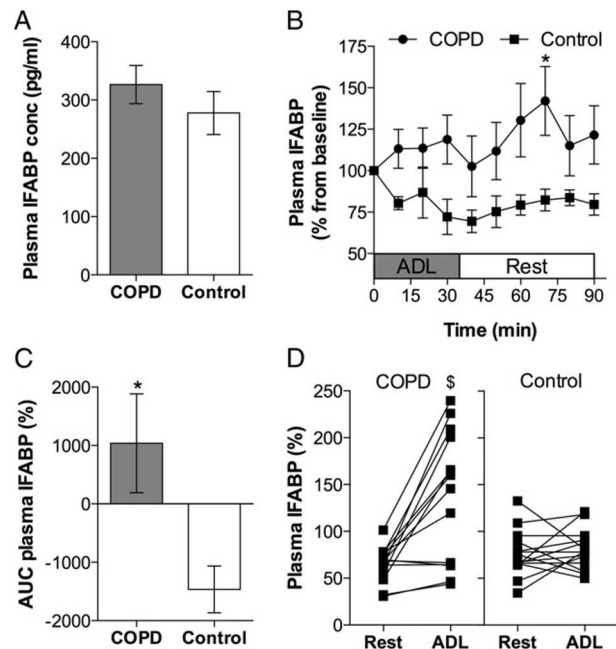 A
Plasma IFABP conc (pg/ml)
400
300
200
100
0
COPD Control
B
COPD Control
Plasma IFABP
(% from baseline)
175
150
125
100
75
50
*
ADL Rest
0 15 30 45 60 75 90
Time (min)
C
AUC plasma IFABP (%)
2000
1000
0
-1000
-2000
*
COPD Control
D
COPD $ Control
Plasma IFABP (%)
250
200
150
100
50
0
Rest ADL Rest ADL